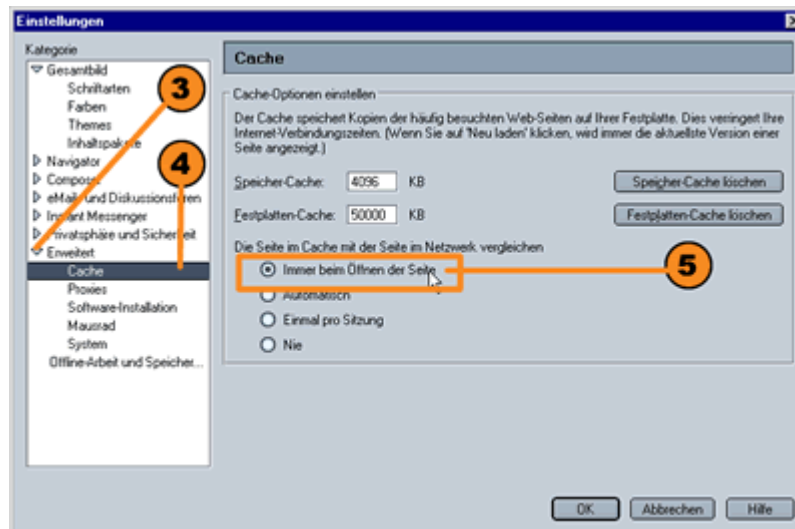 Einstellungen
Kategorie
Gesamtbild
Schriftarten
Farben
Themes
Inhaltspakete
Navigator
Composer
eMail- und Diskussionsforen
Instant Messenger
Privatsphäre und Sicherheit
Erweitert
Cache
Proxies
Software-Installation
Mausrad
System
Offline-Arbeit und Speicher...
3
4
Cache
Cache-Optionen einstellen
Der Cache speichert Kopien der häufig besuchten Web-Seiten auf Ihrer Festplatte. Dies verringert Ihre
Internet-Verbindungszeiten. (Wenn Sie auf 'Neu laden' klicken, wird immer die aktuellste Version einer
Seite angezeigt.)
Speicher-Cache: 4096 KB Speicher-Cache löschen
Festplatten-Cache: 50000 KB Festplatten-Cache löschen
Die Seite im Cache mit der Seite im Netzwerk vergleichen
Immer beim Öffnen der Seite
5
Automatisch
Einmal pro Sitzung
Nie
OK Abbrechen Hilfe